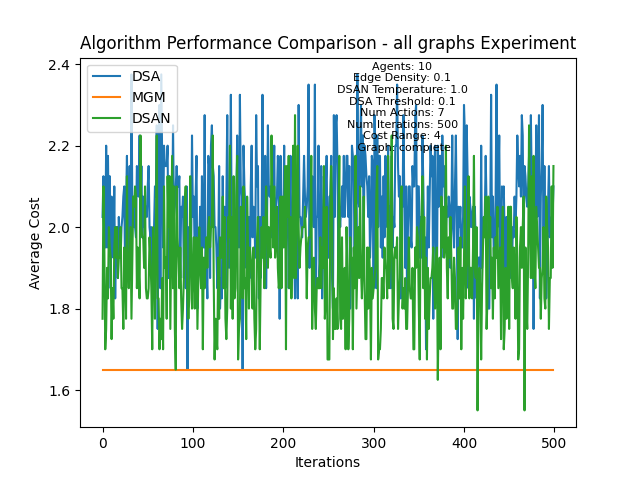 Algorithm Performance Comparison - all graphs Experiment
DSA
MGM
DSAN
Agents: 10
Edge Density: 0.1
DSAN Temperature: 1.0
DSA Threshold: 0.1
Num Actions: 7
Num Iterations: 500
Cost Range: 4
Graph: complete
Average Cost
2.4
2.2
2.0
1.8
1.6
0
100
200
300
400
500
Iterations